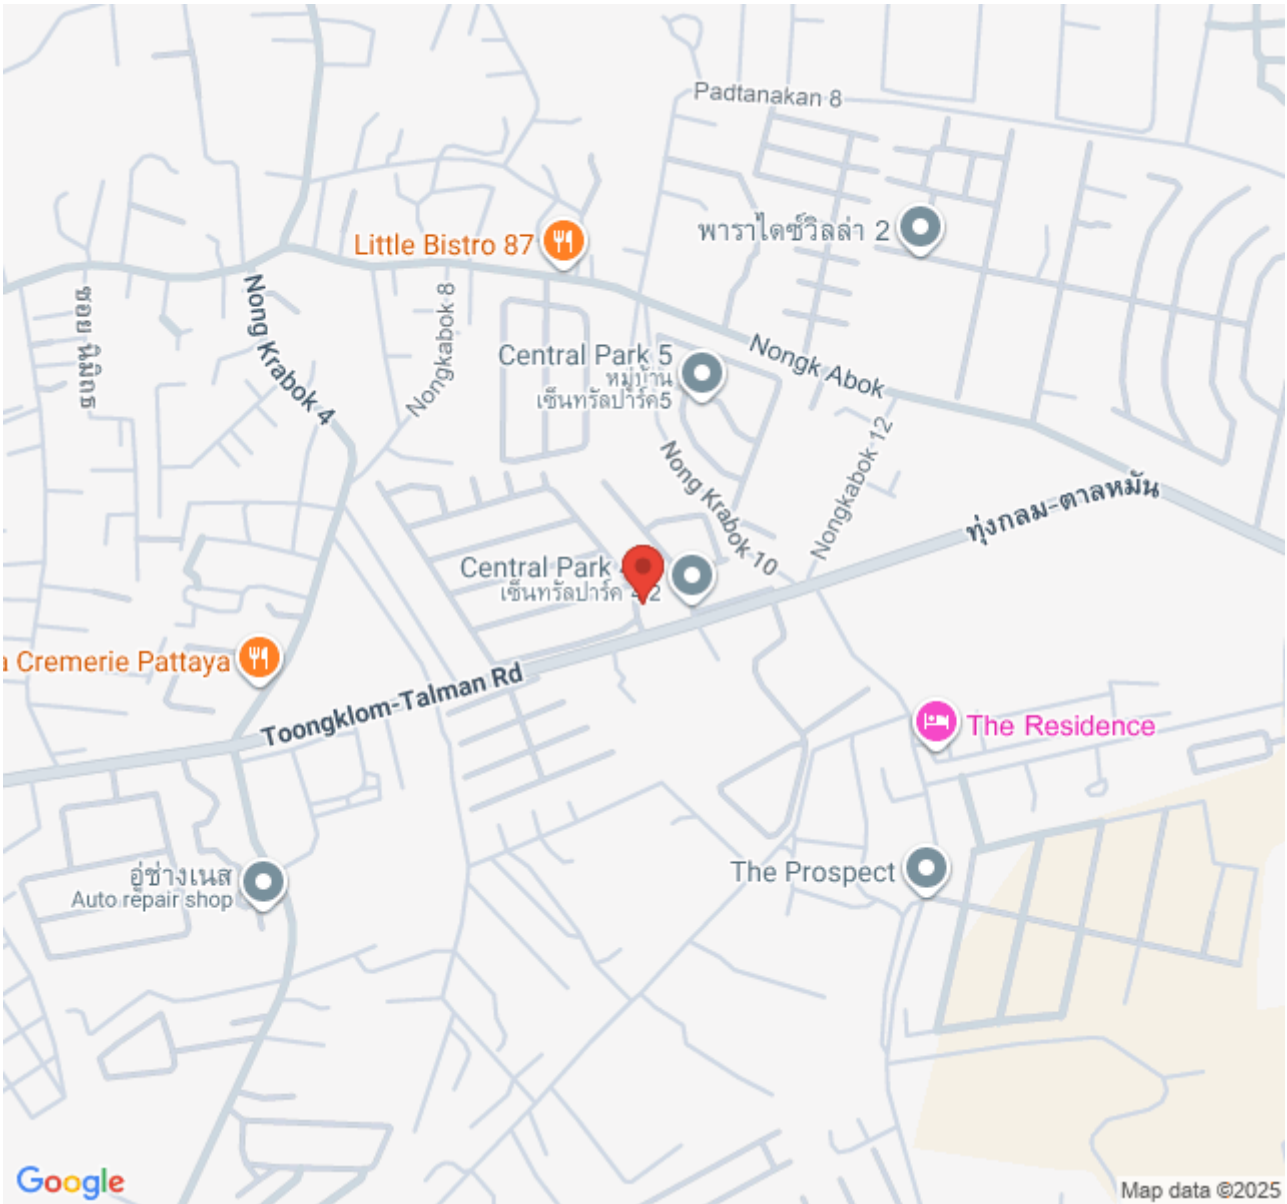 Padtanakan 8
พาราไดซ์วิลล่า 2
Little Bistro 87
ซอย นิมิตร
Nong Krabok 4
Nongkabok 8
Central Park 5
หมู่บ้าน
เซ็นทรัลปาร์ค5
Nongk Abok
Nongkabok 12
Nong Krabok 10
ทุ่งกลม-ตาลหมัน
Central Park
เซ็นทรัลปาร์ค
Cremerie Pattaya
Toongklom-Talman Rd
The Residence
อู่ช่างเนส
Auto repair shop
The Prospect
Google
Map data ©2025